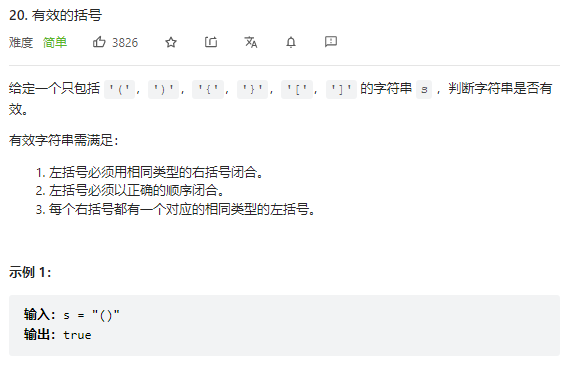 20. 有效的括号
难度 简单 3826
给定一个只包括 '(', ')', '{', '}', '[', ']' 的字符串 s ，判断字符串是否有
效。
有效字符串需满足：
1. 左括号必须用相同类型的右括号闭合。
2. 左括号必须以正确的顺序闭合。
3. 每个右括号都有一个对应的相同类型的左括号。
示例 1：
输入：s = "()"
输出：true